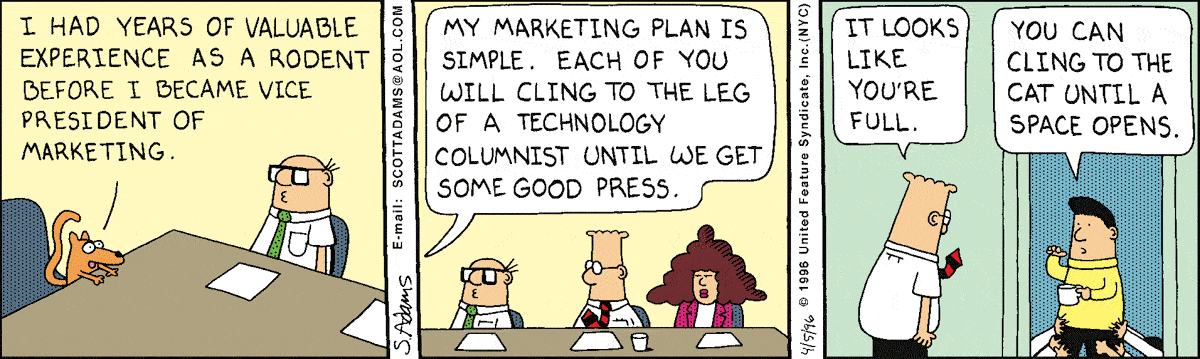 I HAD YEARS OF VALUABLE
EXPERIENCE AS A RODENT
BEFORE I BECAME VICE
PRESIDENT OF
MARKETING.
S.Adams
E-mail: SCOTTADAMS@AOL.COM
MY MARKETING PLAN IS
SIMPLE. EACH OF YOU
WILL CLING TO THE LEG
OF A TECHNOLOGY
COLUMNIST UNTIL WE GET
SOME GOOD PRESS.
4/5/96 © 1996 United Feature Syndicate, Inc.(NYC)
IT LOOKS
LIKE
YOU'RE
FULL.
YOU CAN
CLING TO THE
CAT UNTIL A
SPACE OPENS.